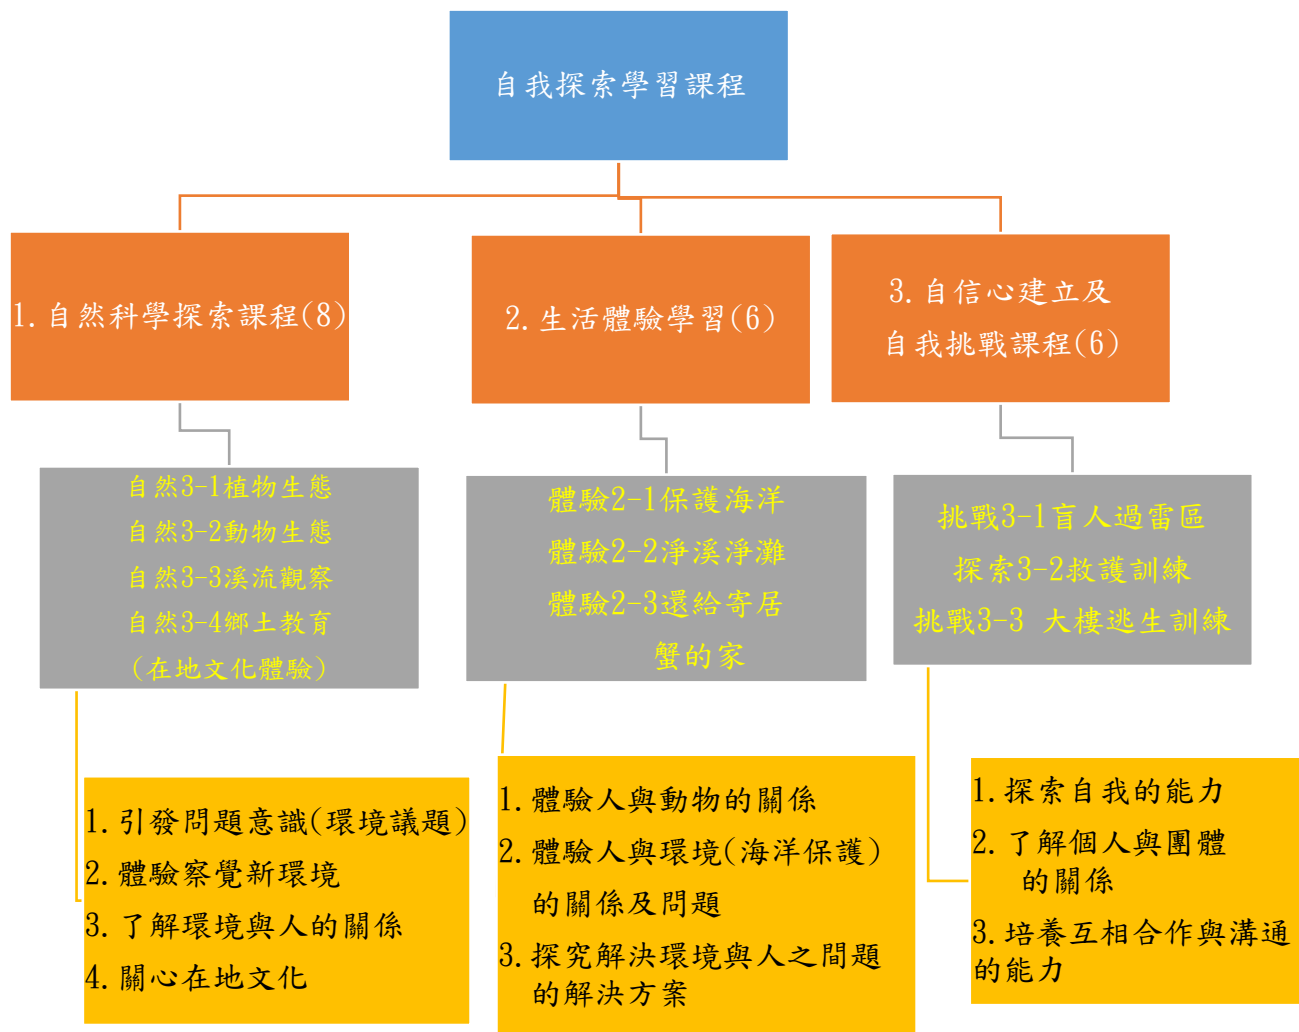 自我探索學習課程
1.自然科學探索課程(8)
2.生活體驗學習(6)
3.自信心建立及
自我挑戰課程(6)
自然3-1植物生態
自然3-2動物生態
自然3-3溪流觀察
自然3-4鄉土教育
(在地文化體驗)
體驗2-1保護海洋
體驗2-2淨溪淨灘
體驗2-3還給寄居
蟹的家
挑戰3-1盲人過雷區
探索3-2救護訓練
挑戰3-3 大樓逃生訓練
1.引發問題意識(環境議題)
2.體驗察覺新環境
3.了解環境與人的關係
4.關心在地文化
1.體驗人與動物的關係
2.體驗人與環境(海洋保護)
的關係及問題
3.探究解決環境與人之間題
的解決方案
1.探索自我的能力
2.了解個人與團體
的關係
3.培養互相合作與溝通
的能力